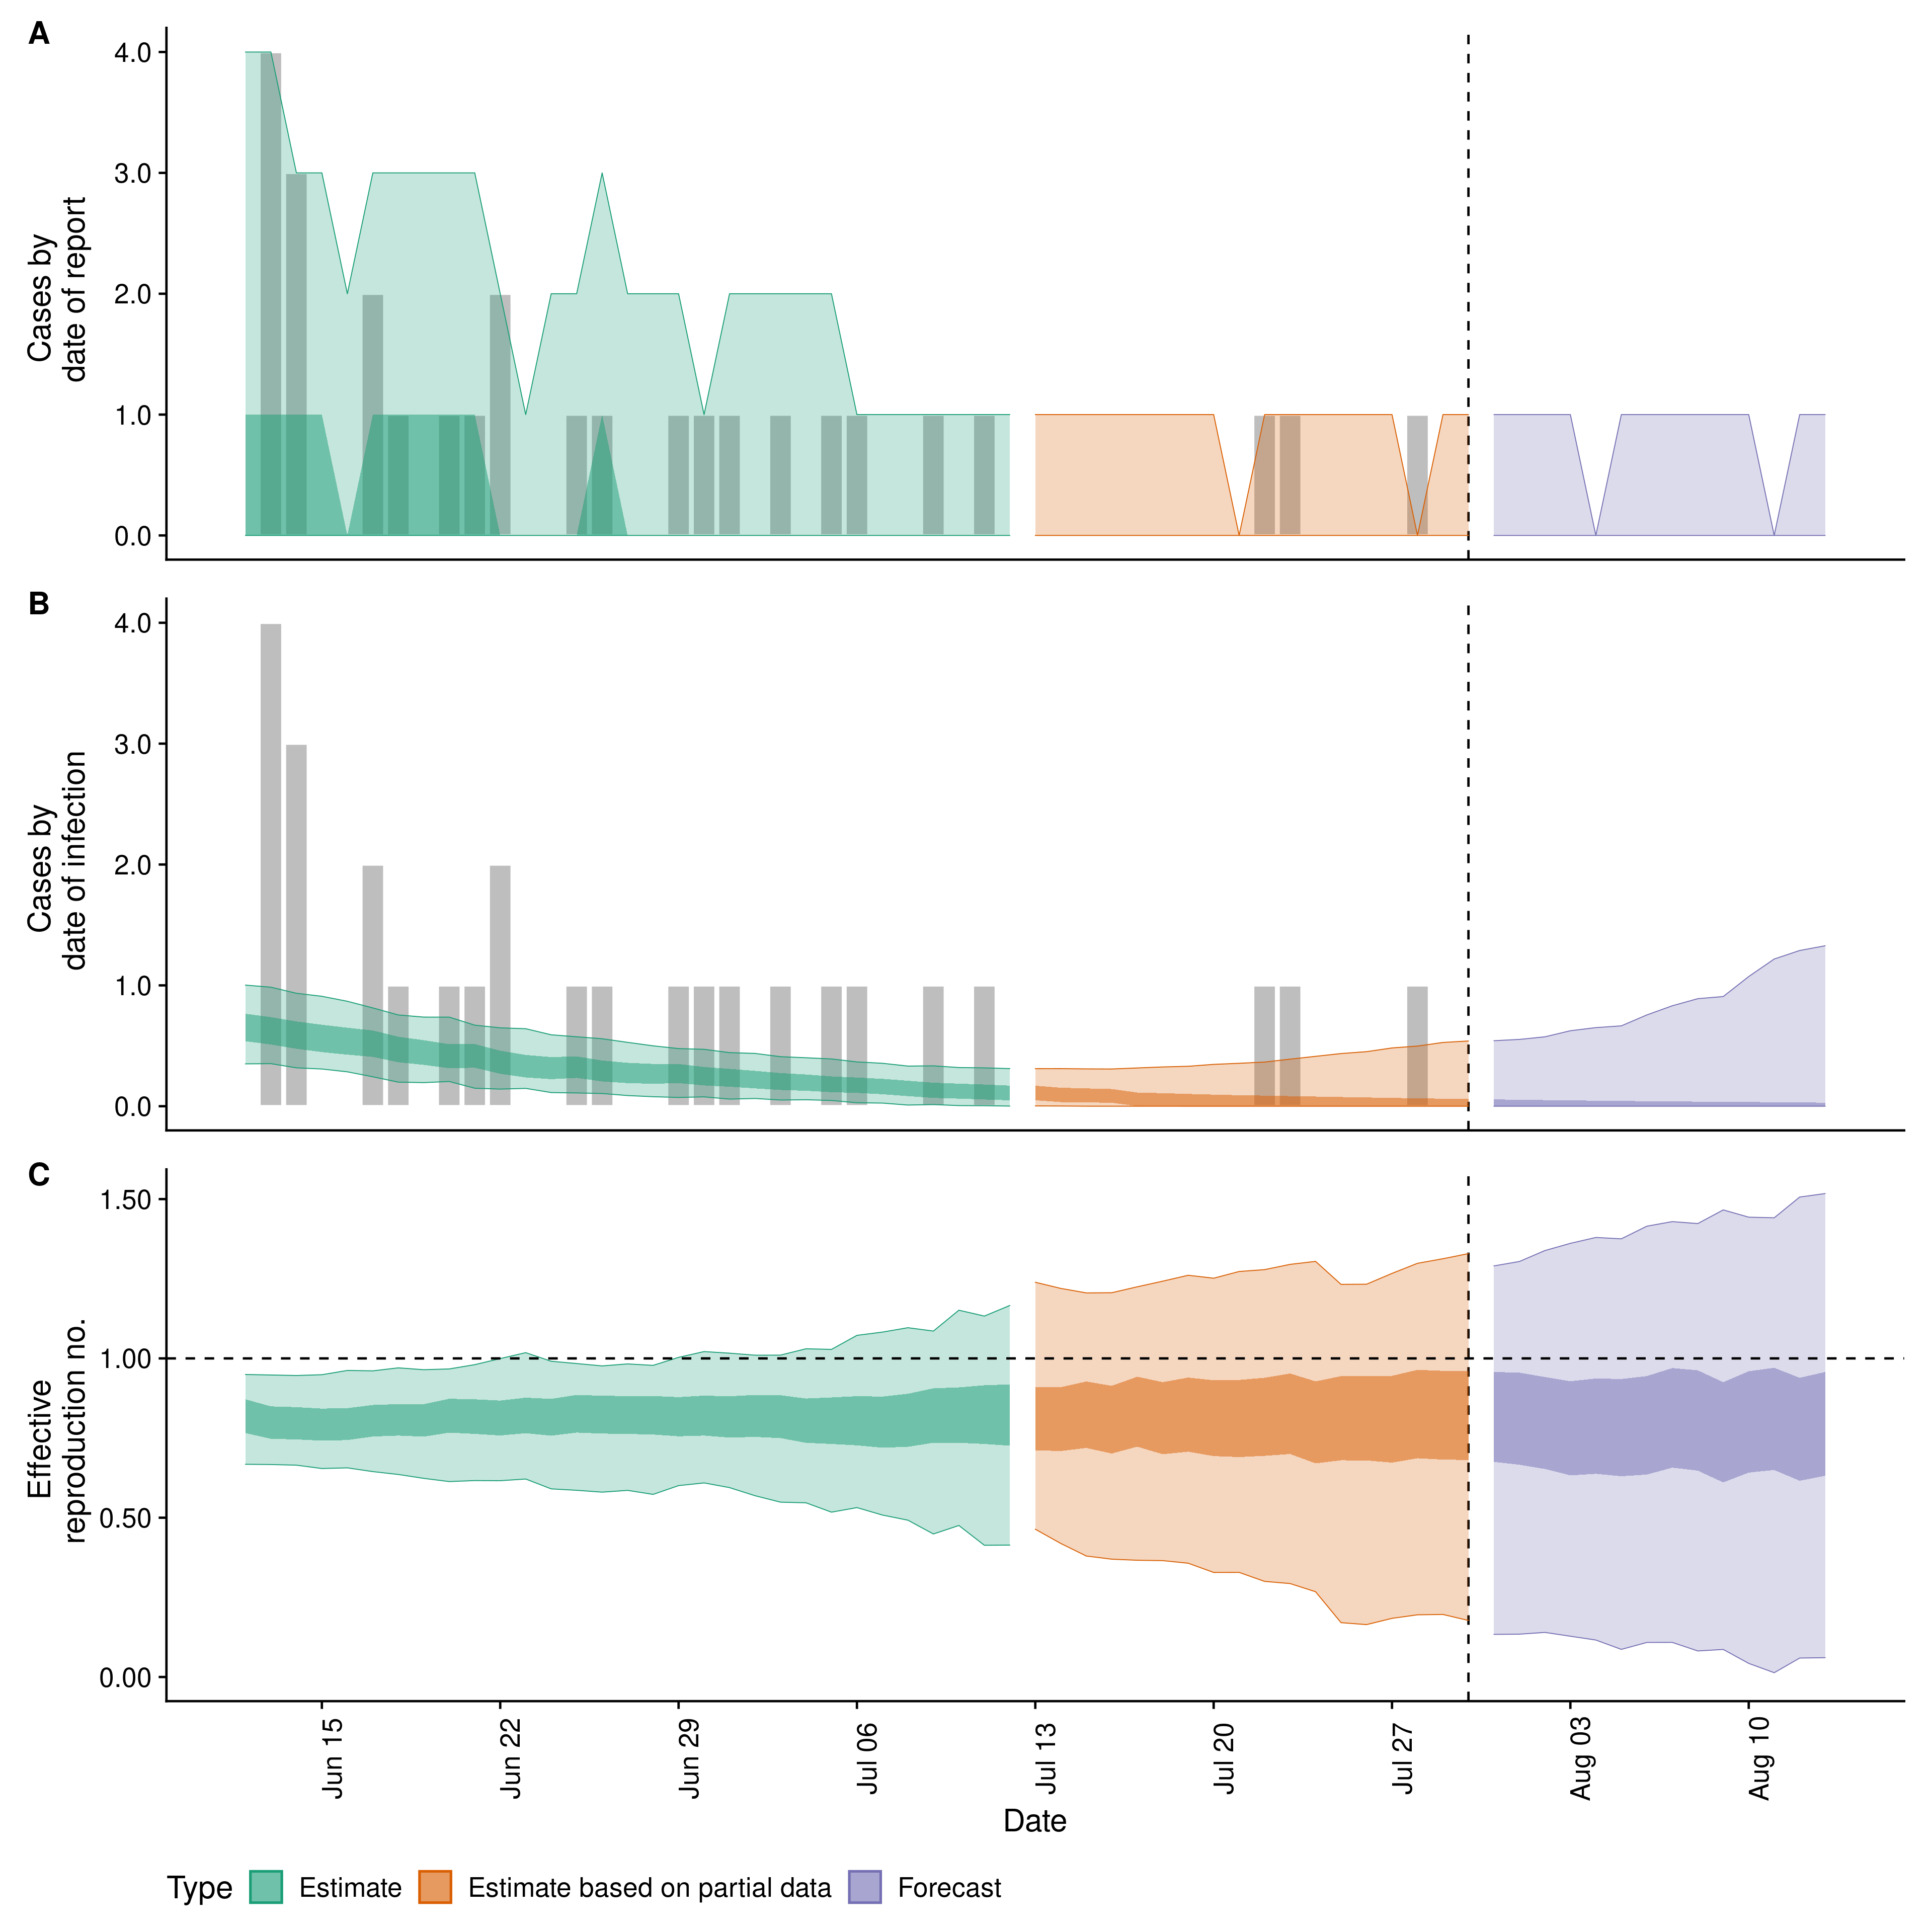 A
4.0
3.0
2.0
1.0
0.0
Cases by
date of report
B
4.0
3.0
2.0
1.0
0.0
Cases by
date of infection
C
1.50
1.00
0.50
0.00
Effective
reproduction no.
Jun 15
Jun 22
Jun 29
Jul 06
Jul 13
Jul 20
Jul 27
Aug 03
Aug 10
Date
Type Estimate Estimate based on partial data Forecast